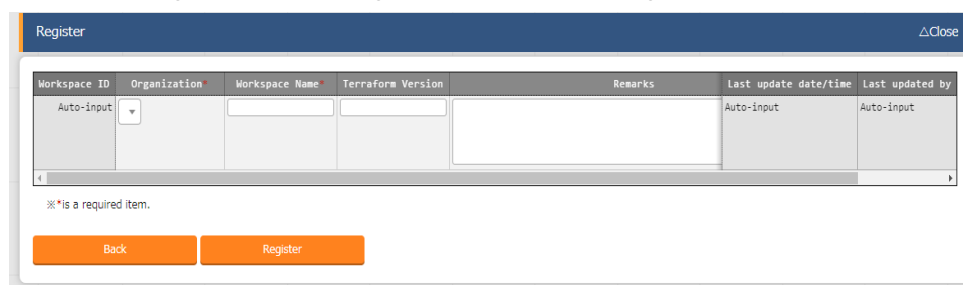 Register △Close
Workspace ID Organization* Workspace Name* Terraform Version Remarks Last update date/time Last updated by
Auto-input Auto-input Auto-input
※*is a required item.
Back Register